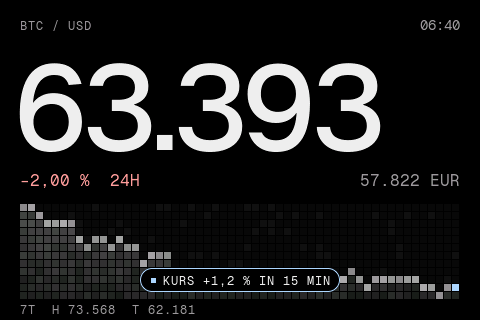 BTC / USD 06:40
63.393
-2,00 % 24H 57.822 EUR
KURS +1,2 % IN 15 MIN
7T H 73.568 T 62.181